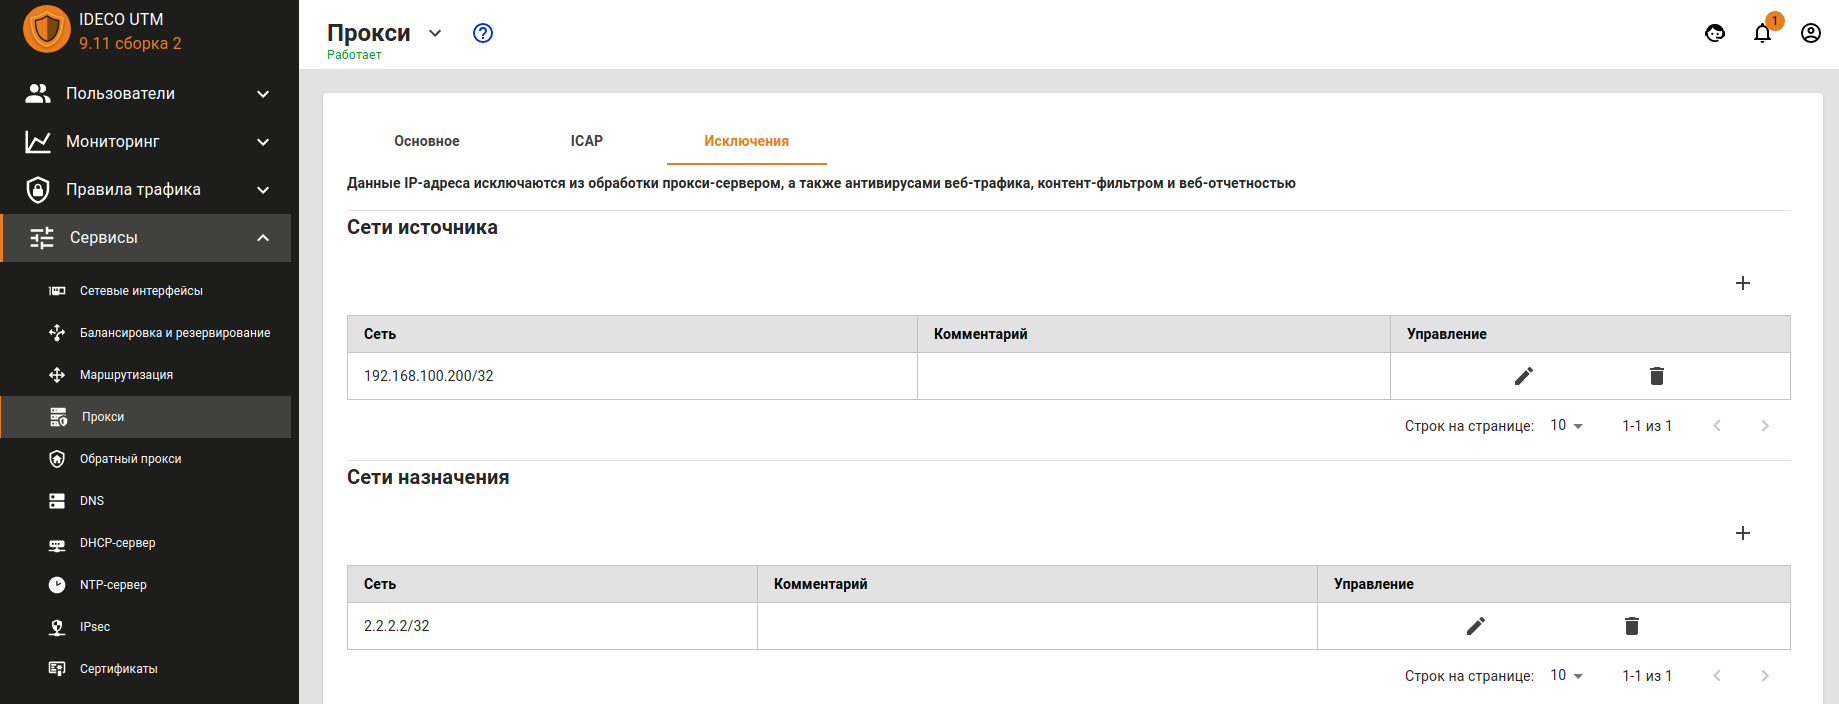 IDECO UTM
9.11 сборка 2
Пользователи
Мониторинг
Правила трафика
Сервисы
Сетевые интерфейсы
Балансировка и резервирование
Маршрутизация
Прокси
Обратный прокси
DNS
DHCP-сервер
NTP-сервер
IPsec
Сертификаты
Прокси
Работает
1
Основное ICAP Исключения
Данные IP-адреса исключаются из обработки прокси-сервером, а также антивирусами веб-трафика, контент-фильтром и веб-отчетностью
Сети источника
Сеть Комментарий Управление
192.168.100.200/32
Строк на странице: 10 1-1 из 1
Сети назначения
Сеть Комментарий Управление
2.2.2.2/32
Строк на странице: 10 1-1 из 1